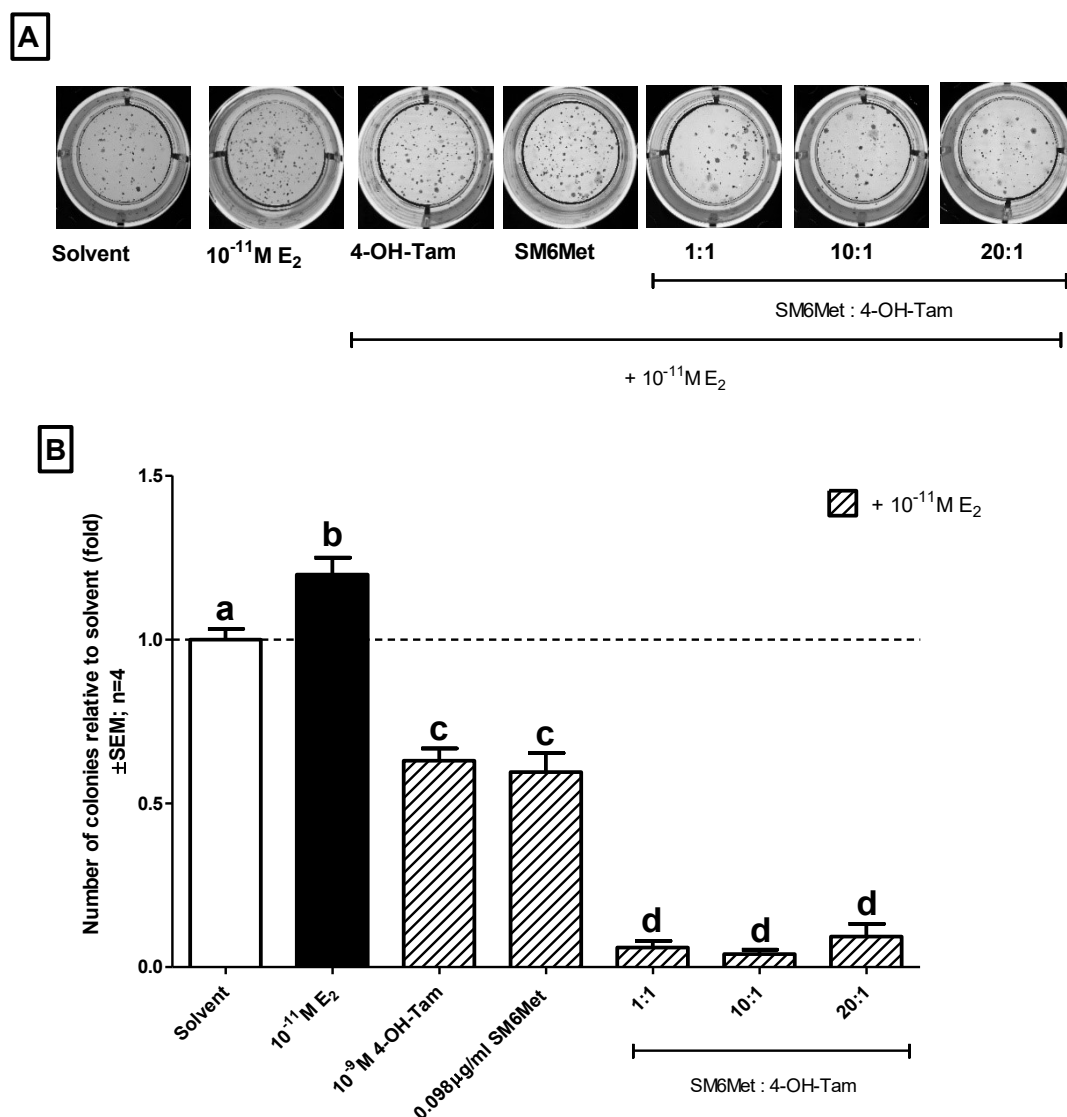 A
Solvent
10⁻¹¹M E₂
4-OH-Tam
SM6Met
1:1
10:1
20:1
SM6Met : 4-OH-Tam
+ 10⁻¹¹M E₂
B
Number of colonies relative to solvent (fold)
±SEM; n=4
1.5
1.0
0.5
0.0
+ 10⁻¹¹M E₂
a
b
c
c
d
d
d
Solvent
10⁻¹¹M E₂
10⁻⁹M 4-OH-Tam
0.098µg/ml SM6Met
1:1
10:1
20:1
SM6Met : 4-OH-Tam